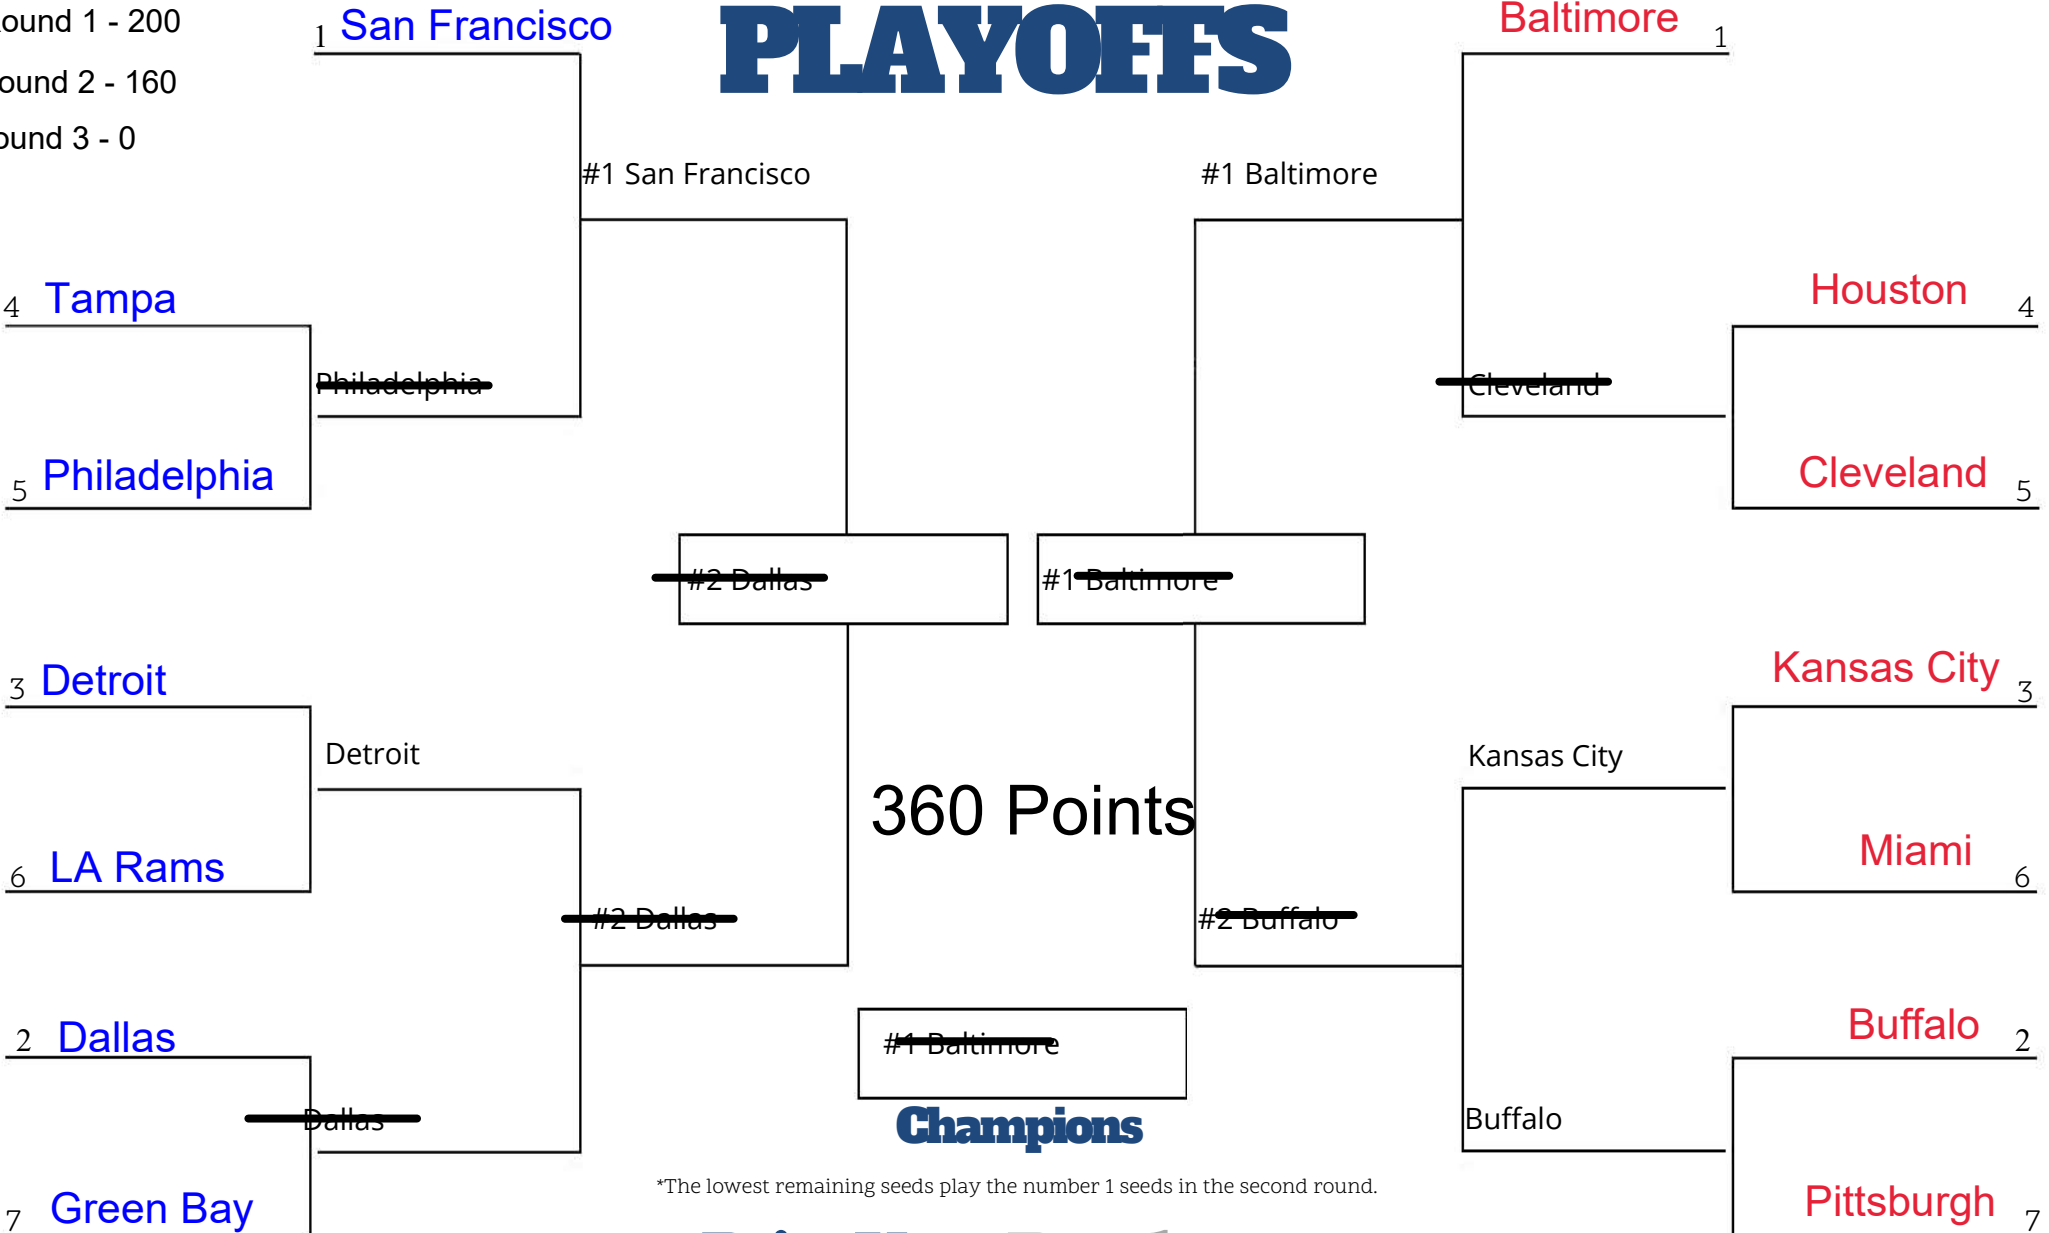 ound 1 - 200
ound 2 - 160
ound 3 - 0
PLAYOFFS
1 San Francisco
Baltimore 1
#1 San Francisco
#1 Baltimore
4 Tampa
Houston 4
Philadelphia
Cleveland
5 Philadelphia
Cleveland 5
#2 Dallas
#1 Baltimore
3 Detroit
Kansas City 3
Detroit
Kansas City
360 Points
6 LA Rams
Miami 6
#2 Dallas
#2 Buffalo
2 Dallas
Buffalo 2
#1 Baltimore
Champions
Dallas
Buffalo
*The lowest remaining seeds play the number 1 seeds in the second round.
7 Green Bay
Pittsburgh 7